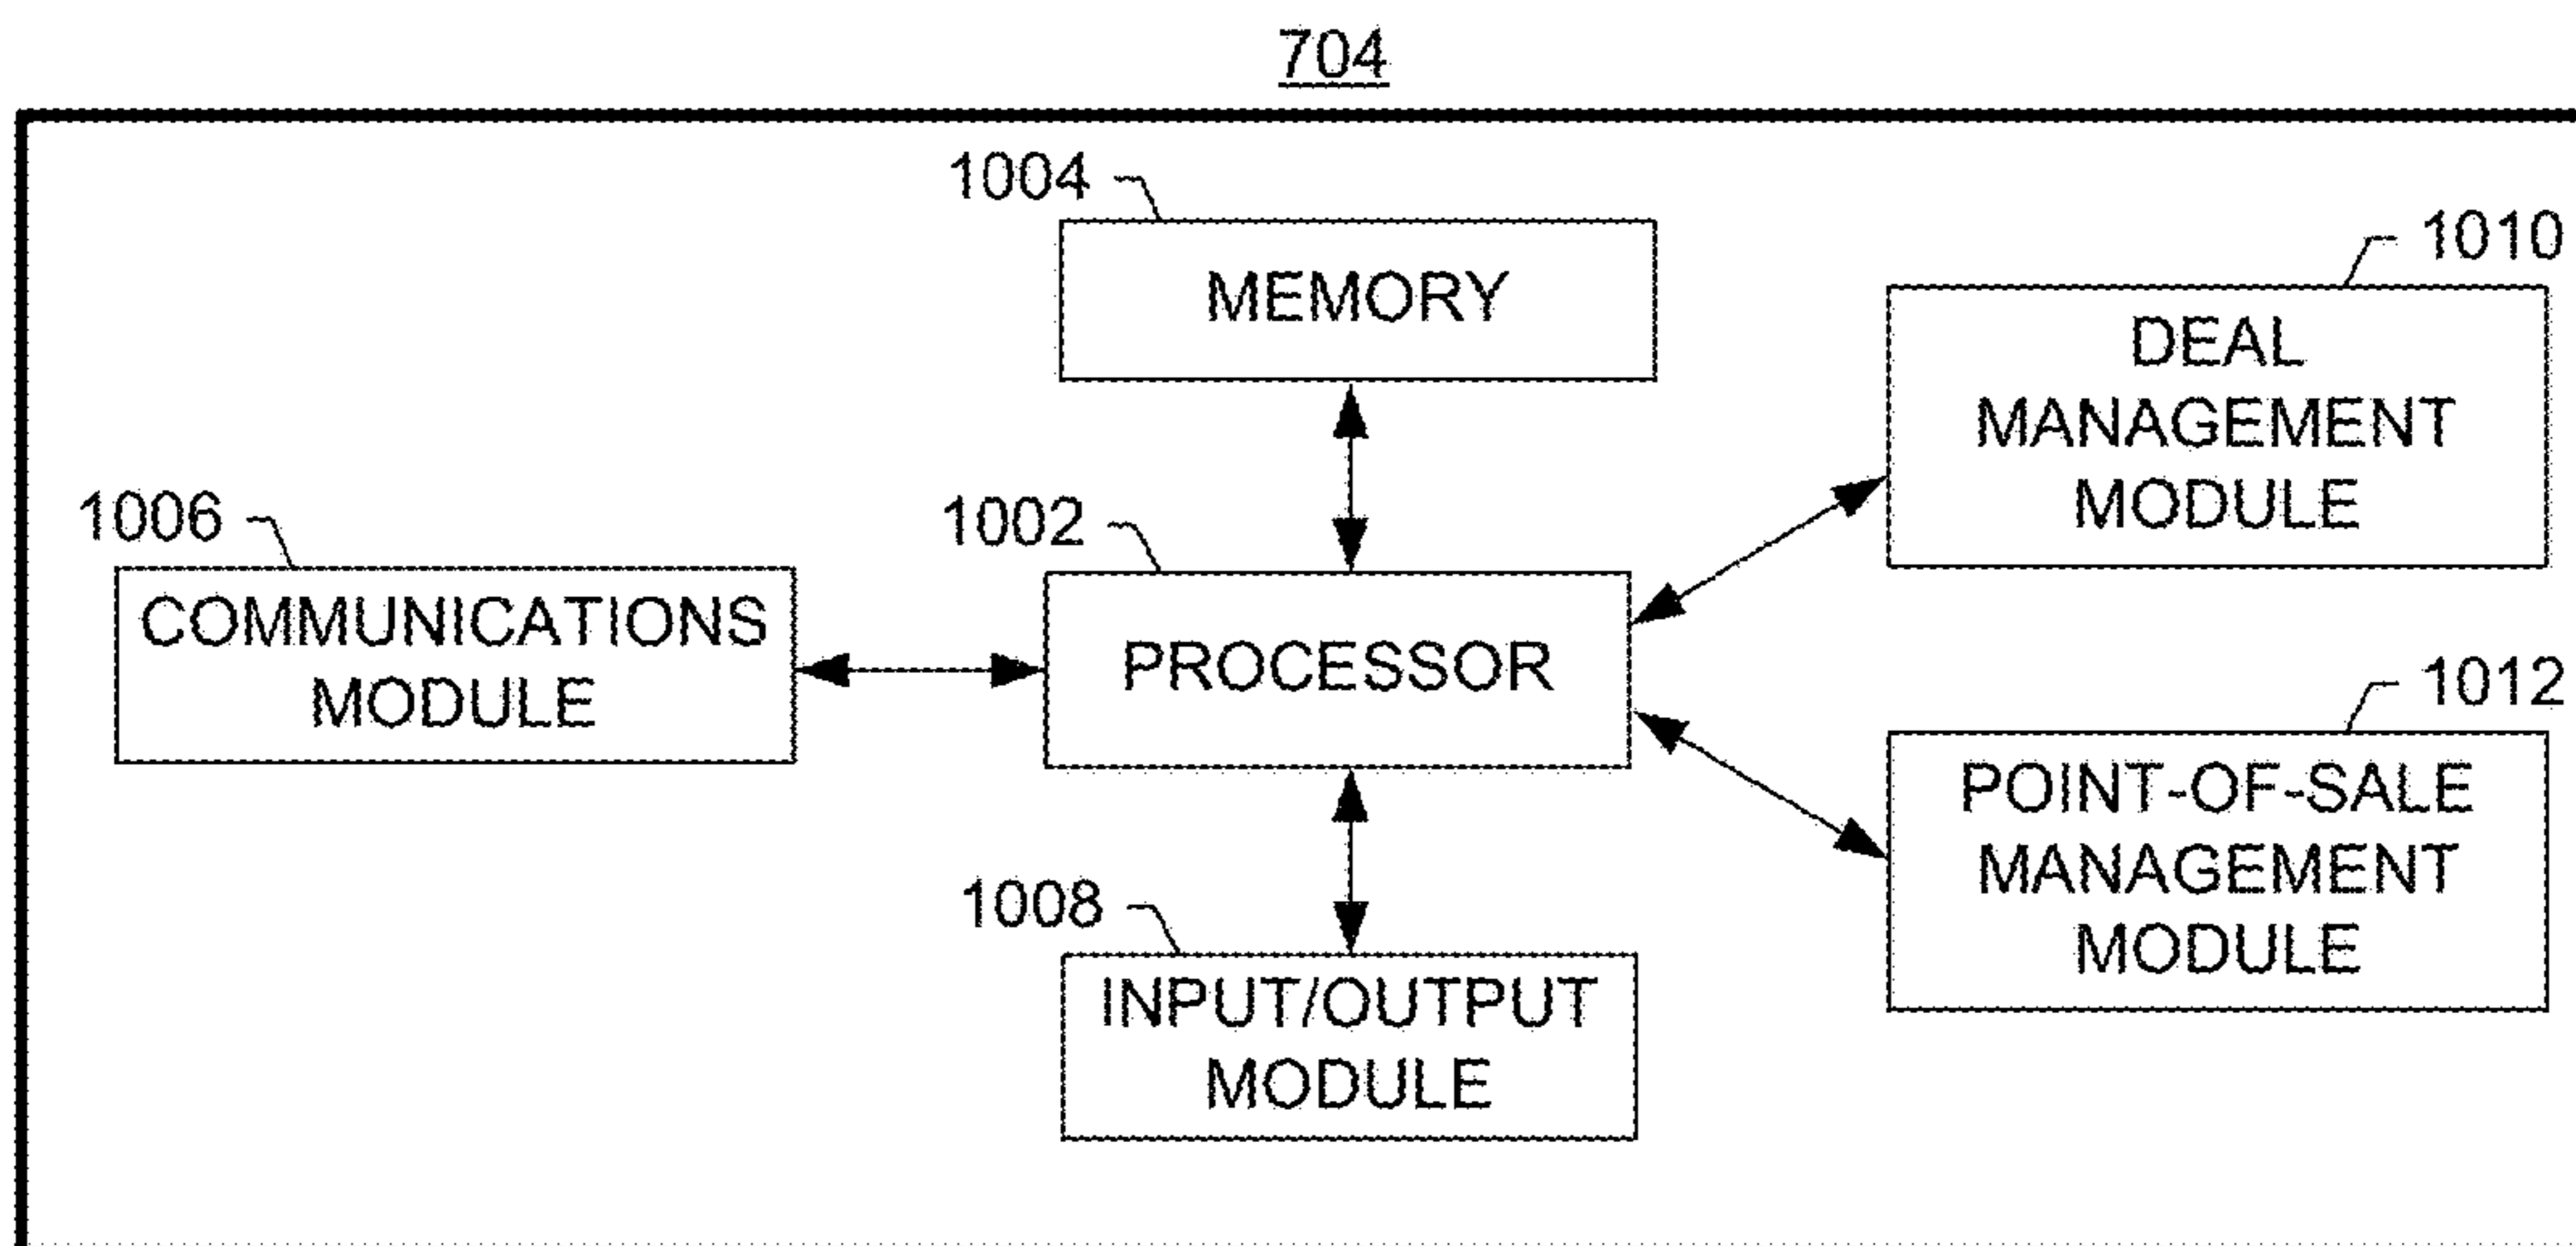 704
1004
MEMORY
1010
DEAL
MANAGEMENT
MODULE
1006
COMMUNICATIONS
MODULE
1002
PROCESSOR
1012
POINT-OF-SALE
MANAGEMENT
MODULE
1008
INPUT/OUTPUT
MODULE